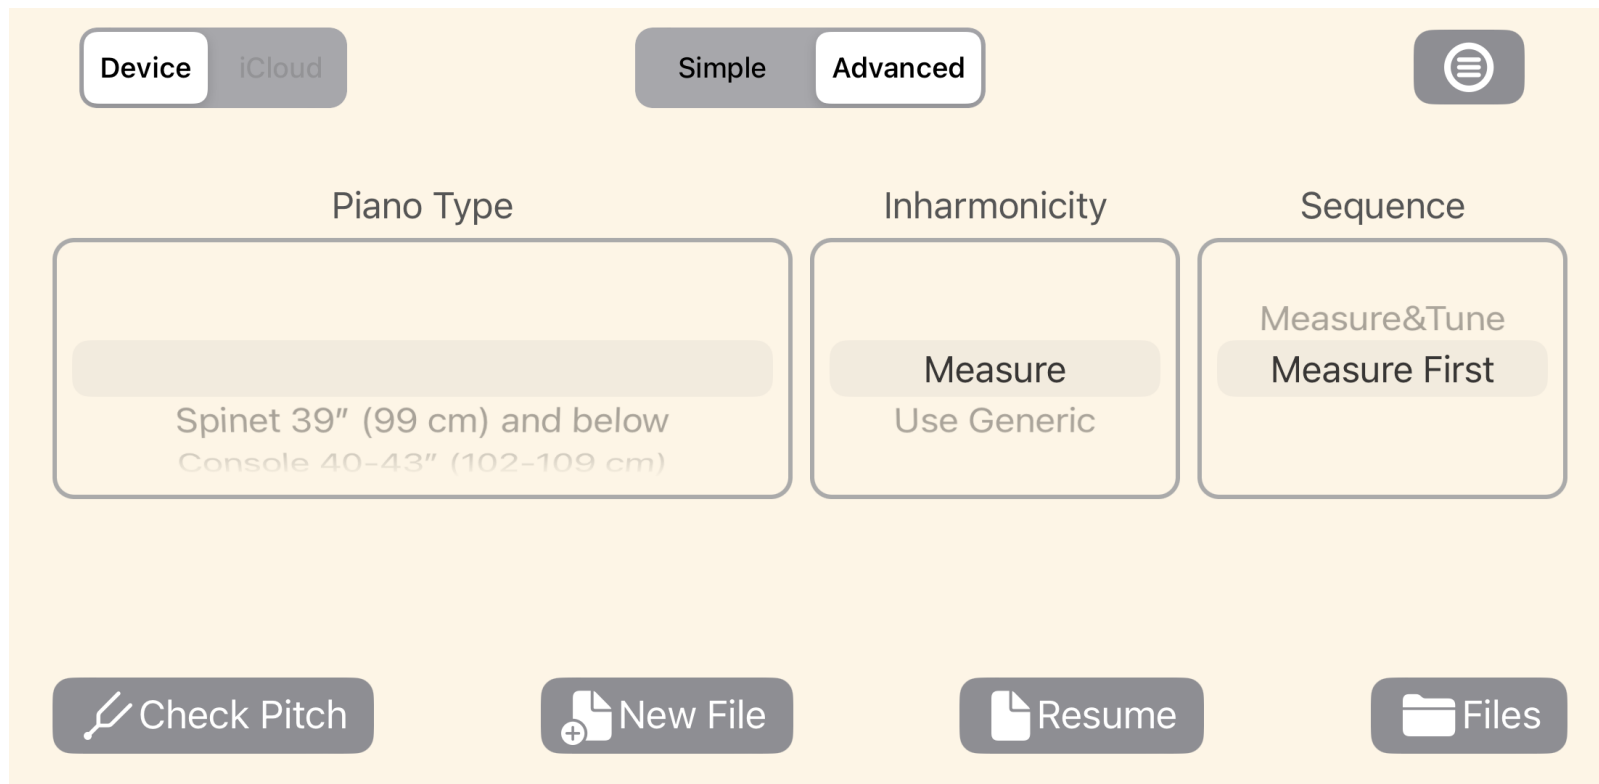 Device iCloud Simple Advanced
Piano Type Inharmonicity Sequence
Measure&Tune
Measure Measure First
Spinet 39” (99 cm) and below Use Generic
Console 40-43” (102-109 cm)
Check Pitch New File Resume Files